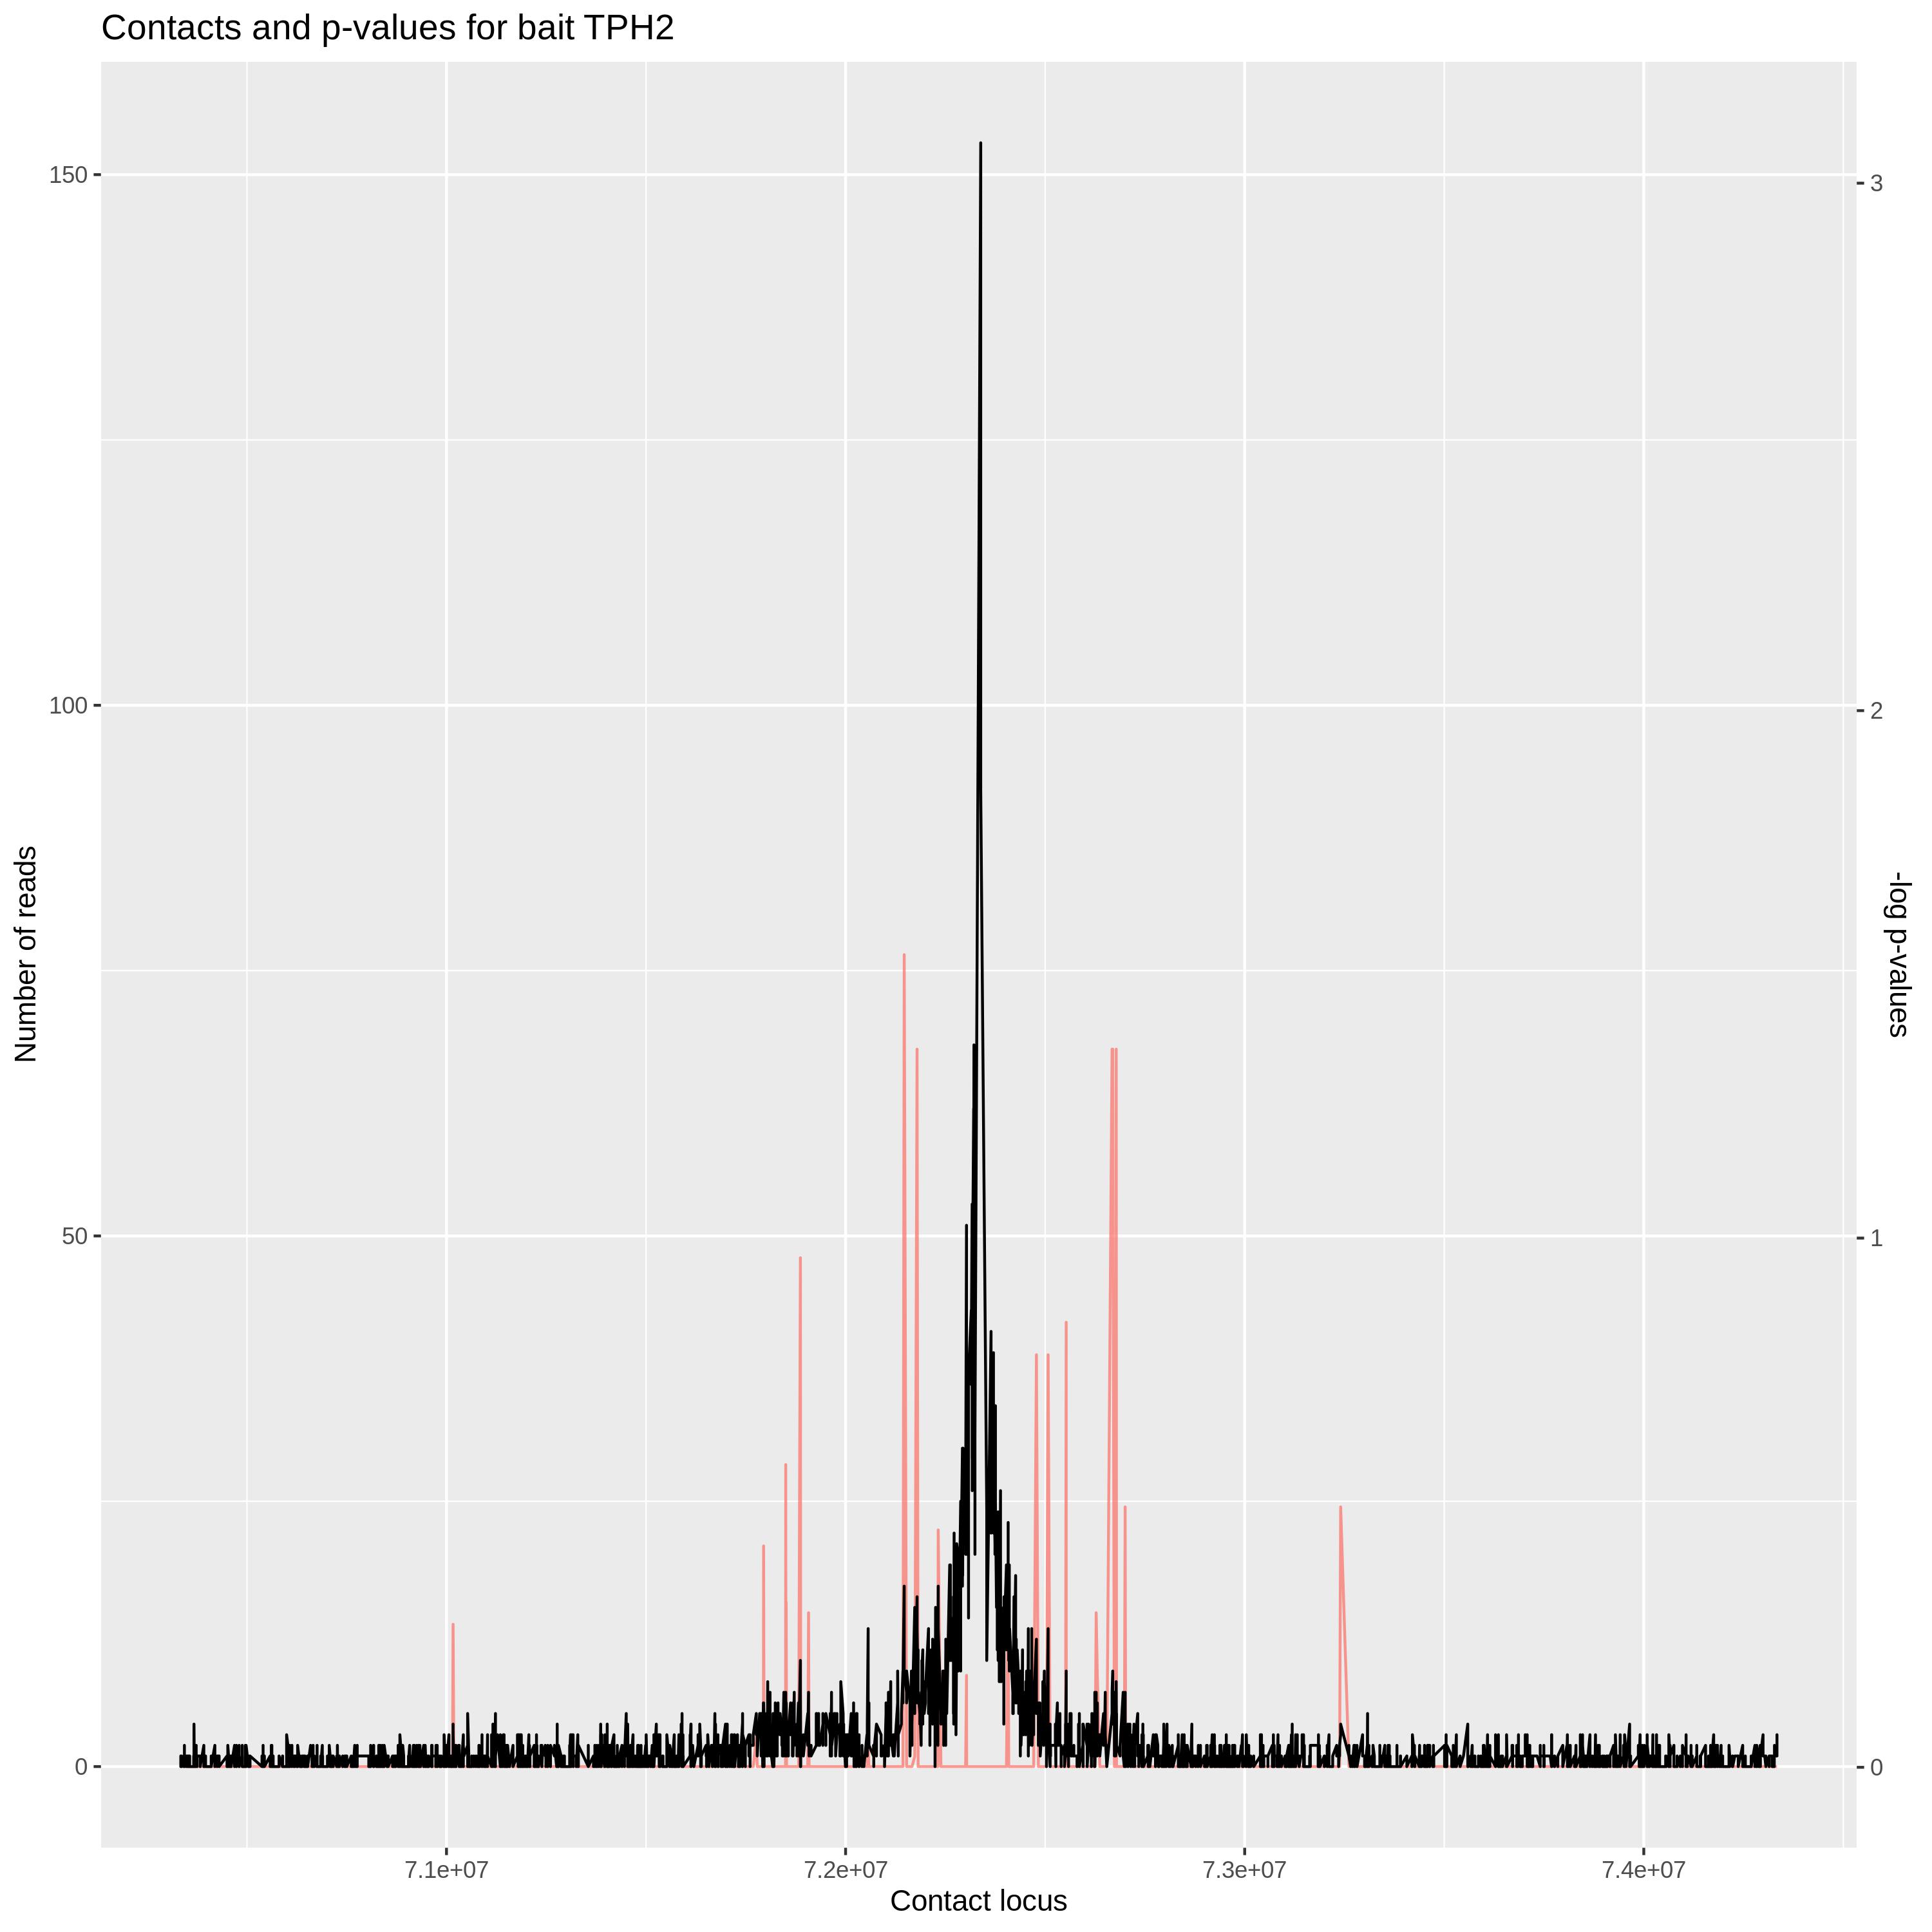 Contacts and p-values for bait TPH2
150
100
50
0
Number of reads
3
2
1
0
-log p-values
7.1e+07
7.2e+07
7.3e+07
7.4e+07
Contact locus